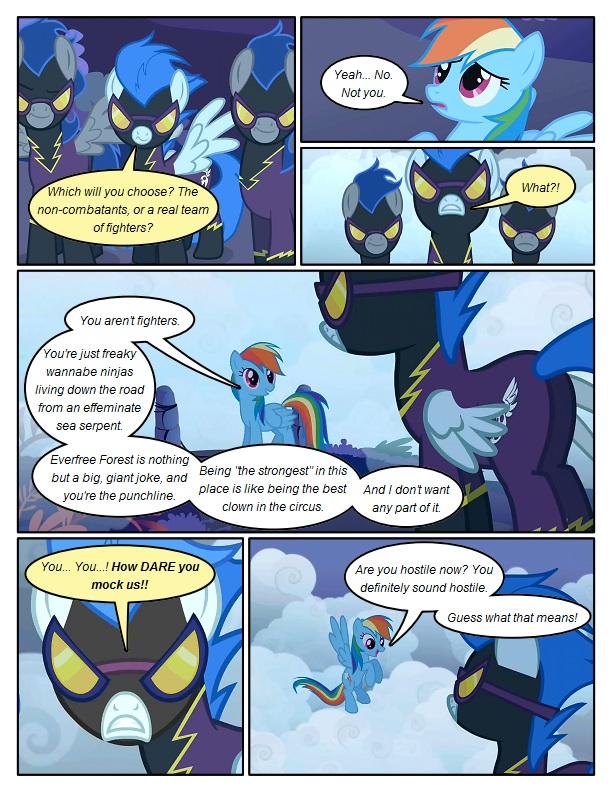 Which will you choose? The
non-combatants, or a real team
of fighters?
Yeah... No.
Not you.
What?!
You aren't fighters.
You're just freaky
wannabe ninjas
living down the road
from an effeminate
sea serpent.
Everfree Forest is nothing
but a big, giant joke, and
you're the punchline.
Being "the strongest" in this
place is like being the best
clown in the circus.
And I don't want
any part of it.
You... You...! How DARE you
mock us!!
Are you hostile now? You
definitely sound hostile.
Guess what that means!